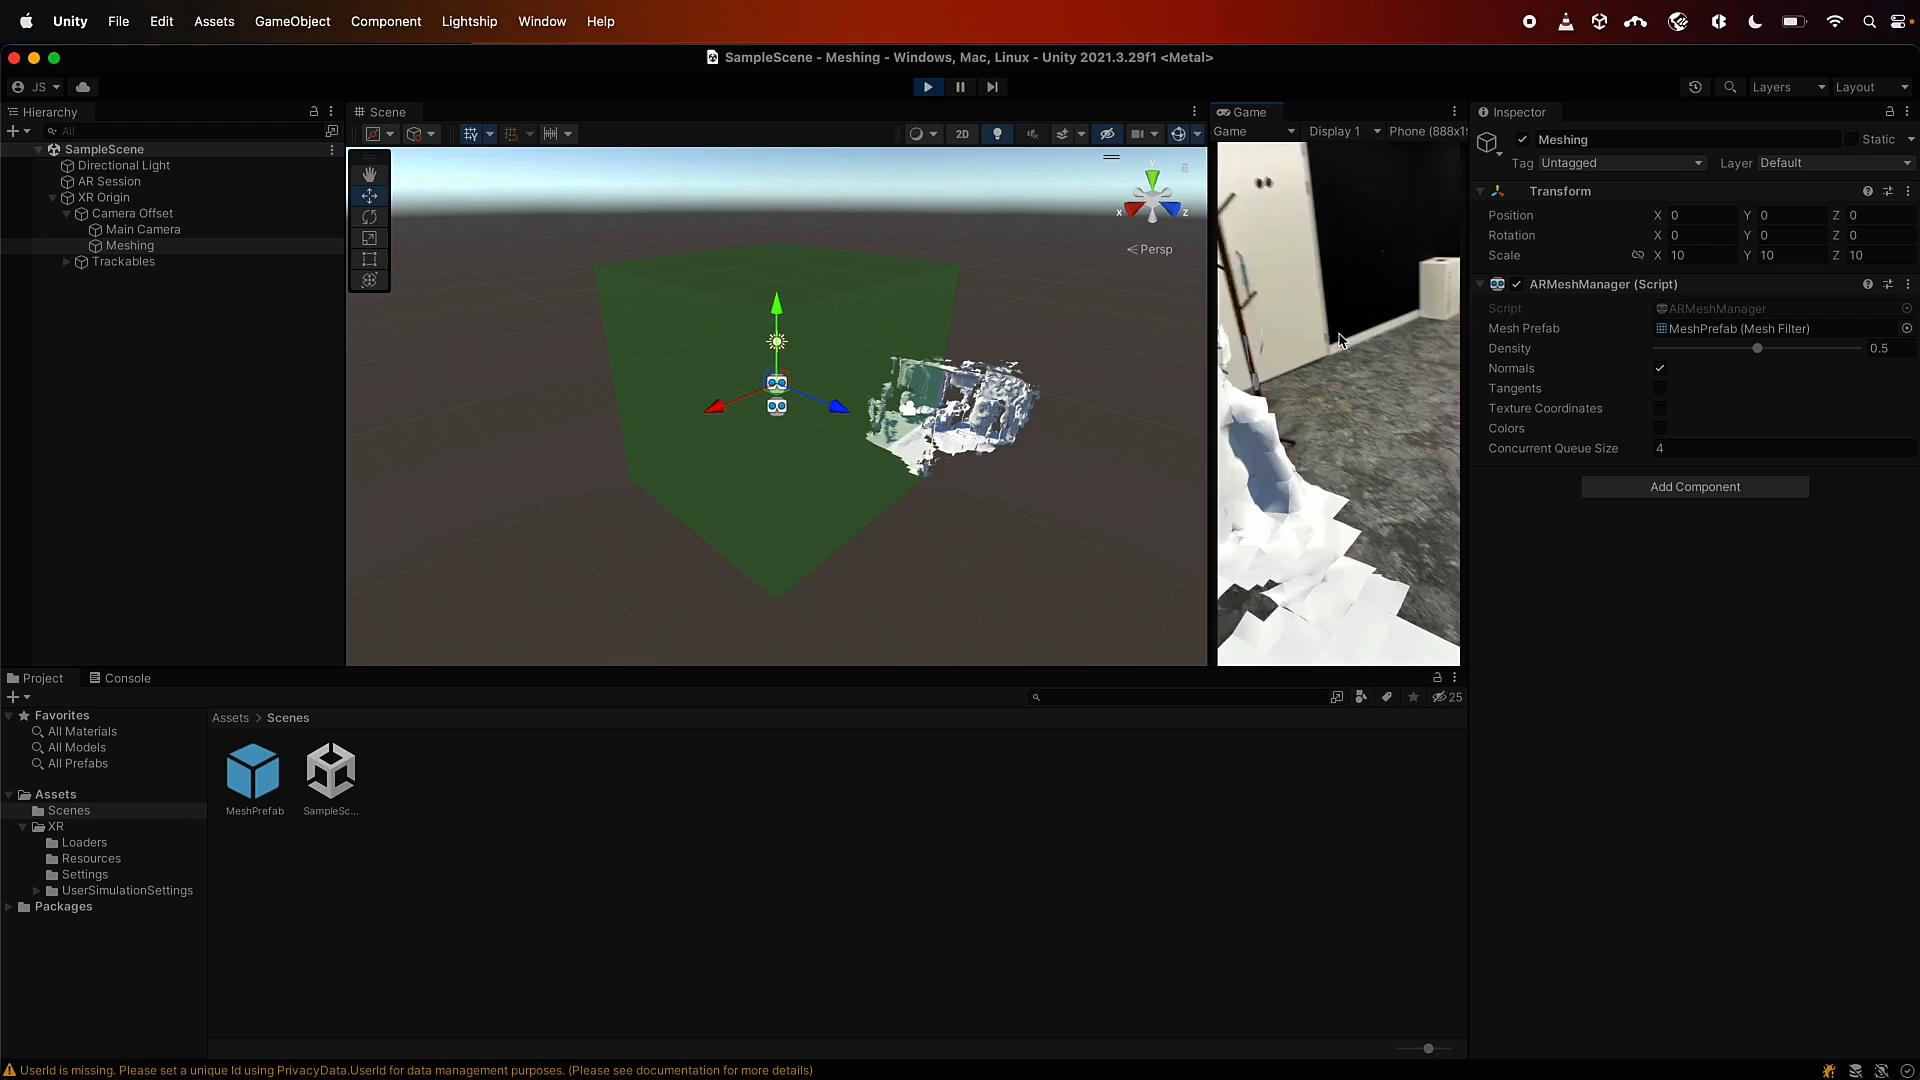 Unity File Edit Assets GameObject Component Lightship Window Help
SampleScene - Meshing - Windows, Mac, Linux - Unity 2021.3.29f1 <Metal>
JS
Layers Layout
Hierarchy
All
SampleScene
Directional Light
AR Session
XR Origin
Camera Offset
Main Camera
Meshing
Trackables
Scene
2D
y
x
z
< Persp
Game
Game Display 1 Phone (888x1
Inspector
Meshing Static
Tag Untagged Layer Default
Transform
Position X 0 Y 0 Z 0
Rotation X 0 Y 0 Z 0
Scale X 10 Y 10 Z 10
ARMeshManager (Script)
Script ARMeshManager
Mesh Prefab MeshPrefab (Mesh Filter)
Density 0.5
Normals
Tangents
Texture Coordinates
Colors
Concurrent Queue Size 4
Add Component
Project Console
25
Favorites
All Materials
All Models
All Prefabs
Assets
Scenes
XR
Loaders
Resources
Settings
UserSimulationSettings
Packages
Assets > Scenes
MeshPrefab
SampleSc...
UserId is missing. Please set a unique Id using PrivacyData.UserId for data management purposes. (Please see documentation for more details)